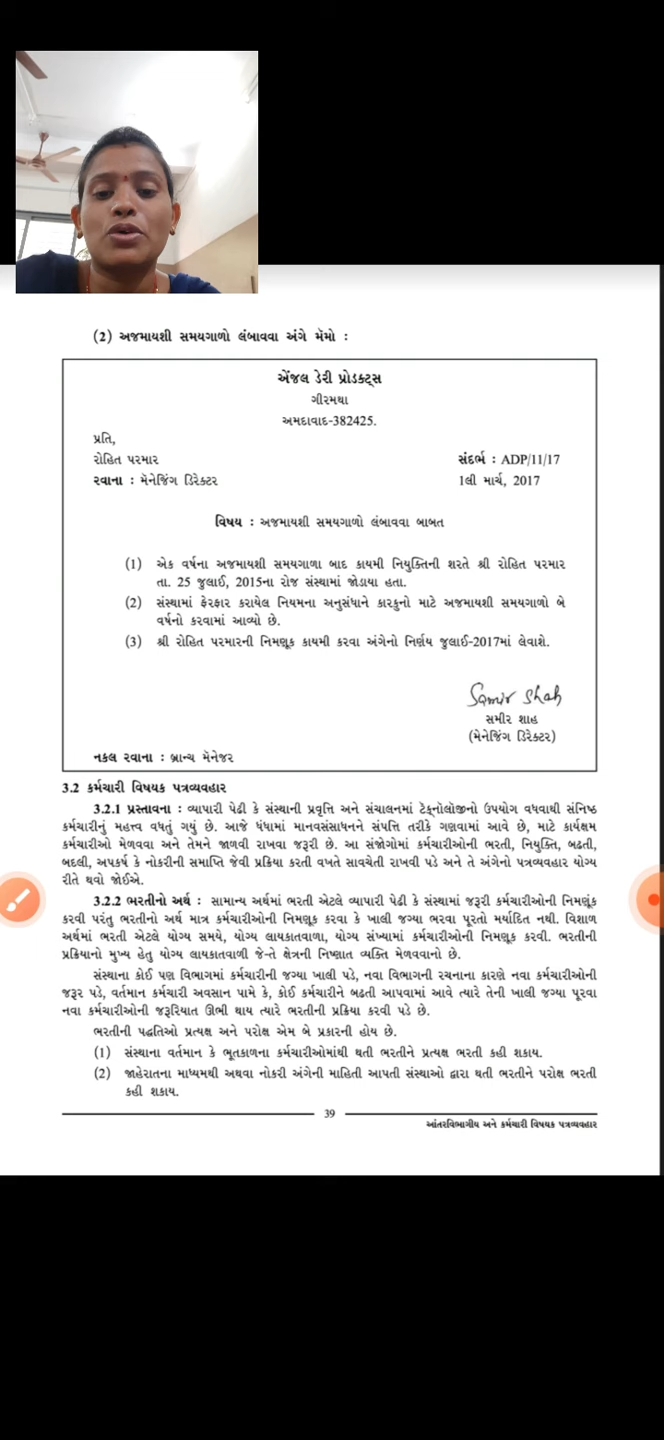 (2) અજમાયશી સમયગાળો લંબાવવા અંગે મૅમો :
ઍંજલ ડેરી પ્રોડક્ટ્સ
ગીરમથા
અમદાવાદ-382425.
પ્રતિ,
રોહિત પરમાર
સંદર્ભ : ADP/11/17
રવાના : મૅનેજિંગ ડિરેક્ટર
1લી માર્ચ, 2017
વિષય : અજમાયશી સમયગાળો લંબાવવા બાબત
(1) એક વર્ષના અજમાયશી સમયગાળા બાદ કાયમી નિયુક્તિની શરતે શ્રી રોહિત પરમાર
તા. 25 જુલાઈ, 2015ના રોજ સંસ્થામાં જોડાયા હતા.
(2) સંસ્થામાં ફેરફાર કરાયેલ નિયમના અનુસંધાને કારકુનો માટે અજમાયશી સમયગાળો બે
વર્ષનો કરવામાં આવ્યો છે.
(3) શ્રી રોહિત પરમારની નિમણૂક કાયમી કરવા અંગેનો નિર્ણય જુલાઈ-2017માં લેવાશે.
Samir Shah
સમીર શાહ
(મેનેજિંગ ડિરેક્ટર)
નકલ રવાના : બ્રાન્ચ મૅનેજર
3.2 કર્મચારી વિષયક પત્રવ્યવહાર
3.2.1 પ્રસ્તાવના : વ્યાપારી પેઢી કે સંસ્થાની પ્રવૃત્તિ અને સંચાલનમાં ટેક્નોલૉજીનો ઉપયોગ વધવાથી સંનિષ્ઠ
કર્મચારીનું મહત્ત્વ વધતું ગયું છે. આજે ધંધામાં માનવસંસાધનને સંપત્તિ તરીકે ગણવામાં આવે છે, માટે કાર્યક્ષમ
કર્મચારીઓ મેળવવા અને તેમને જાળવી રાખવા જરૂરી છે. આ સંજોગોમાં કર્મચારીઓની ભરતી, નિયુક્તિ, બઢતી,
બદલી, અપકર્ષ કે નોકરીની સમાપ્તિ જેવી પ્રક્રિયા કરતી વખતે સાવચેતી રાખવી પડે અને તે અંગેનો પત્રવ્યવહાર યોગ્ય
રીતે થવો જોઈએ.
3.2.2 ભરતીનો અર્થ : સામાન્ય અર્થમાં ભરતી એટલે વ્યાપારી પેઢી કે સંસ્થામાં જરૂરી કર્મચારીઓની નિમણૂંક
કરવી પરંતુ ભરતીનો અર્થ માત્ર કર્મચારીઓની નિમણૂક કરવા કે ખાલી જગ્યા ભરવા પૂરતો મર્યાદિત નથી. વિશાળ
અર્થમાં ભરતી એટલે યોગ્ય સમયે, યોગ્ય લાયકાતવાળા, યોગ્ય સંખ્યામાં કર્મચારીઓની નિમણૂક કરવી. ભરતીની
પ્રક્રિયાનો મુખ્ય હેતુ યોગ્ય લાયકાતવાળી જે-તે ક્ષેત્રની નિષ્ણાત વ્યક્તિ મેળવવાનો છે.
સંસ્થાના કોઈ પણ વિભાગમાં કર્મચારીની જગ્યા ખાલી પડે, નવા વિભાગની રચનાના કારણે નવા કર્મચારીઓની
જરૂર પડે, વર્તમાન કર્મચારી અવસાન પામે કે, કોઈ કર્મચારીને બઢતી આપવામાં આવે ત્યારે તેની ખાલી જગ્યા પૂરવા
નવા કર્મચારીઓની જરૂરિયાત ઊભી થાય ત્યારે ભરતીની પ્રક્રિયા કરવી પડે છે.
ભરતીની પદ્ધતિઓ પ્રત્યક્ષ અને પરોક્ષ એમ બે પ્રકારની હોય છે.
(1) સંસ્થાના વર્તમાન કે ભૂતકાળના કર્મચારીઓમાંથી થતી ભરતીને પ્રત્યક્ષ ભરતી કહી શકાય.
(2) જાહેરાતના માધ્યમથી અથવા નોકરી અંગેની માહિતી આપતી સંસ્થાઓ દ્વારા થતી ભરતીને પરોક્ષ ભરતી
કહી શકાય.
39
આંતરવિભાગીય અને કર્મચારી વિષયક પત્રવ્યવહાર